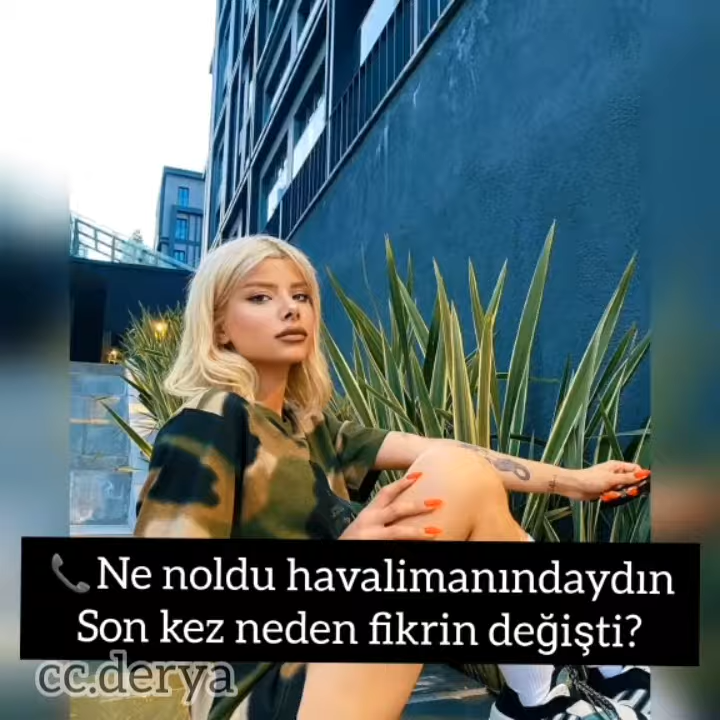 📞Ne noldu havalimanındaydın
Son kez neden fikrin değişti?
cc.derya